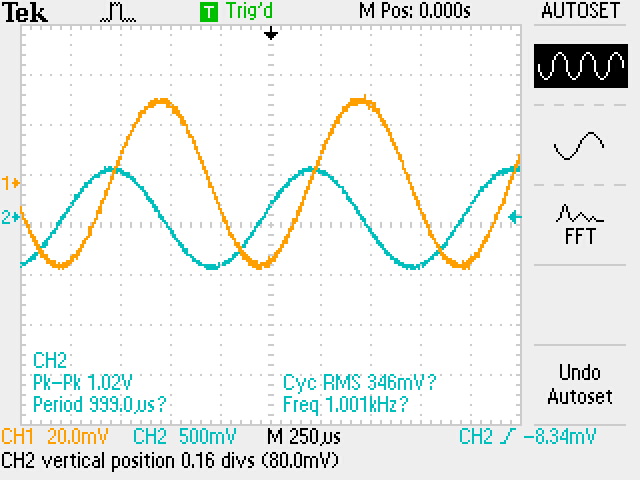 Tek T Trig'd M Pos: 0.000s AUTOSET
1
2
FFT
CH2
Pk-Pk 1.02V Cyc RMS 346mV?
Period 999.0µs? Freq 1.001kHz?
Undo
Autoset
CH1 20.0mV CH2 500mV M 250µs CH2 -8.34mV
CH2 vertical position 0.16 divs (80.0mV)